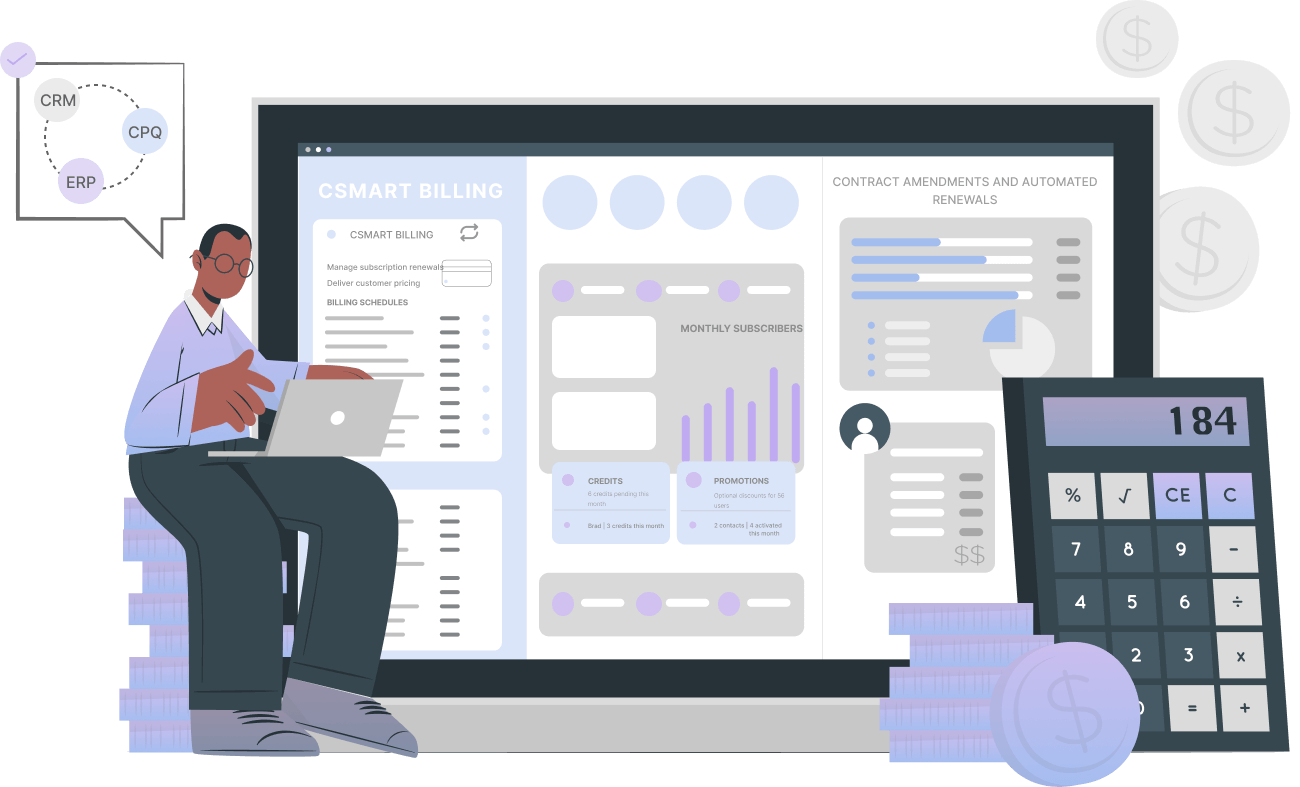 CRM
CPQ
ERP
CSMART BILLING
CSMART BILLING
Manage subscription renewals
Deliver customer pricing
BILLING SCHEDULES
MONTHLY SUBSCRIBERS
CREDITS
6 credits pending this
month
Brad | 3 credits this month
PROMOTIONS
Optional discounts for 56
users
2 contacts | 4 activated
this month
CONTRACT AMENDMENTS AND AUTOMATED
RENEWALS
$$
184
% √ CE C
7 8 9 -
4 5 6 ÷
2 3 x
0 = +
$
$
$
$